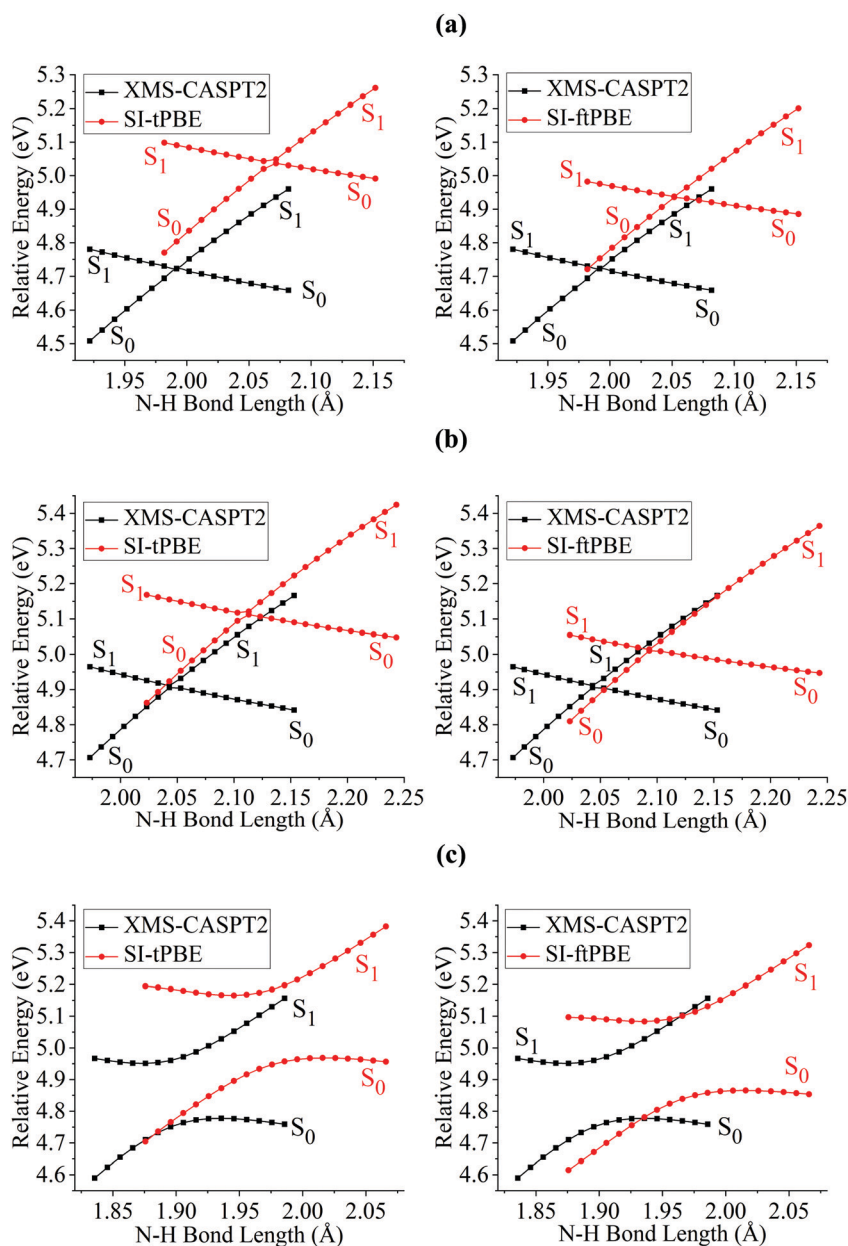 (a)
Relative Energy (eV)
5.3
5.2
5.1
5.0
4.9
4.8
4.7
4.6
4.5
XMS-CASPT2
SI-tPBE
S1
S1
S0
S0
S1
S1
S0
S0
1.95 2.00 2.05 2.10 2.15
N-H Bond Length (Å)
Relative Energy (eV)
5.3
5.2
5.1
5.0
4.9
4.8
4.7
4.6
4.5
XMS-CASPT2
SI-ftPBE
S1
S1
S0
S0
S1
S1
S0
S0
1.95 2.00 2.05 2.10 2.15
N-H Bond Length (Å)
(b)
Relative Energy (eV)
5.4
5.3
5.2
5.1
5.0
4.9
4.8
4.7
XMS-CASPT2
SI-tPBE
S1
S1
S0
S0
S1
S1
S0
S0
2.00 2.05 2.10 2.15 2.20 2.25
N-H Bond Length (Å)
Relative Energy (eV)
5.4
5.3
5.2
5.1
5.0
4.9
4.8
4.7
XMS-CASPT2
SI-ftPBE
S1
S1
S1
S1
S0
S0
S0
S0
2.00 2.05 2.10 2.15 2.20 2.25
N-H Bond Length (Å)
(c)
Relative Energy (eV)
5.4
5.3
5.2
5.1
5.0
4.9
4.8
4.7
4.6
XMS-CASPT2
SI-tPBE
S1
S1
S0
S0
1.85 1.90 1.95 2.00 2.05
N-H Bond Length (Å)
Relative Energy (eV)
5.4
5.3
5.2
5.1
5.0
4.9
4.8
4.7
4.6
XMS-CASPT2
SI-ftPBE
S1
S1
S0
S0
1.85 1.90 1.95 2.00 2.05
N-H Bond Length (Å)